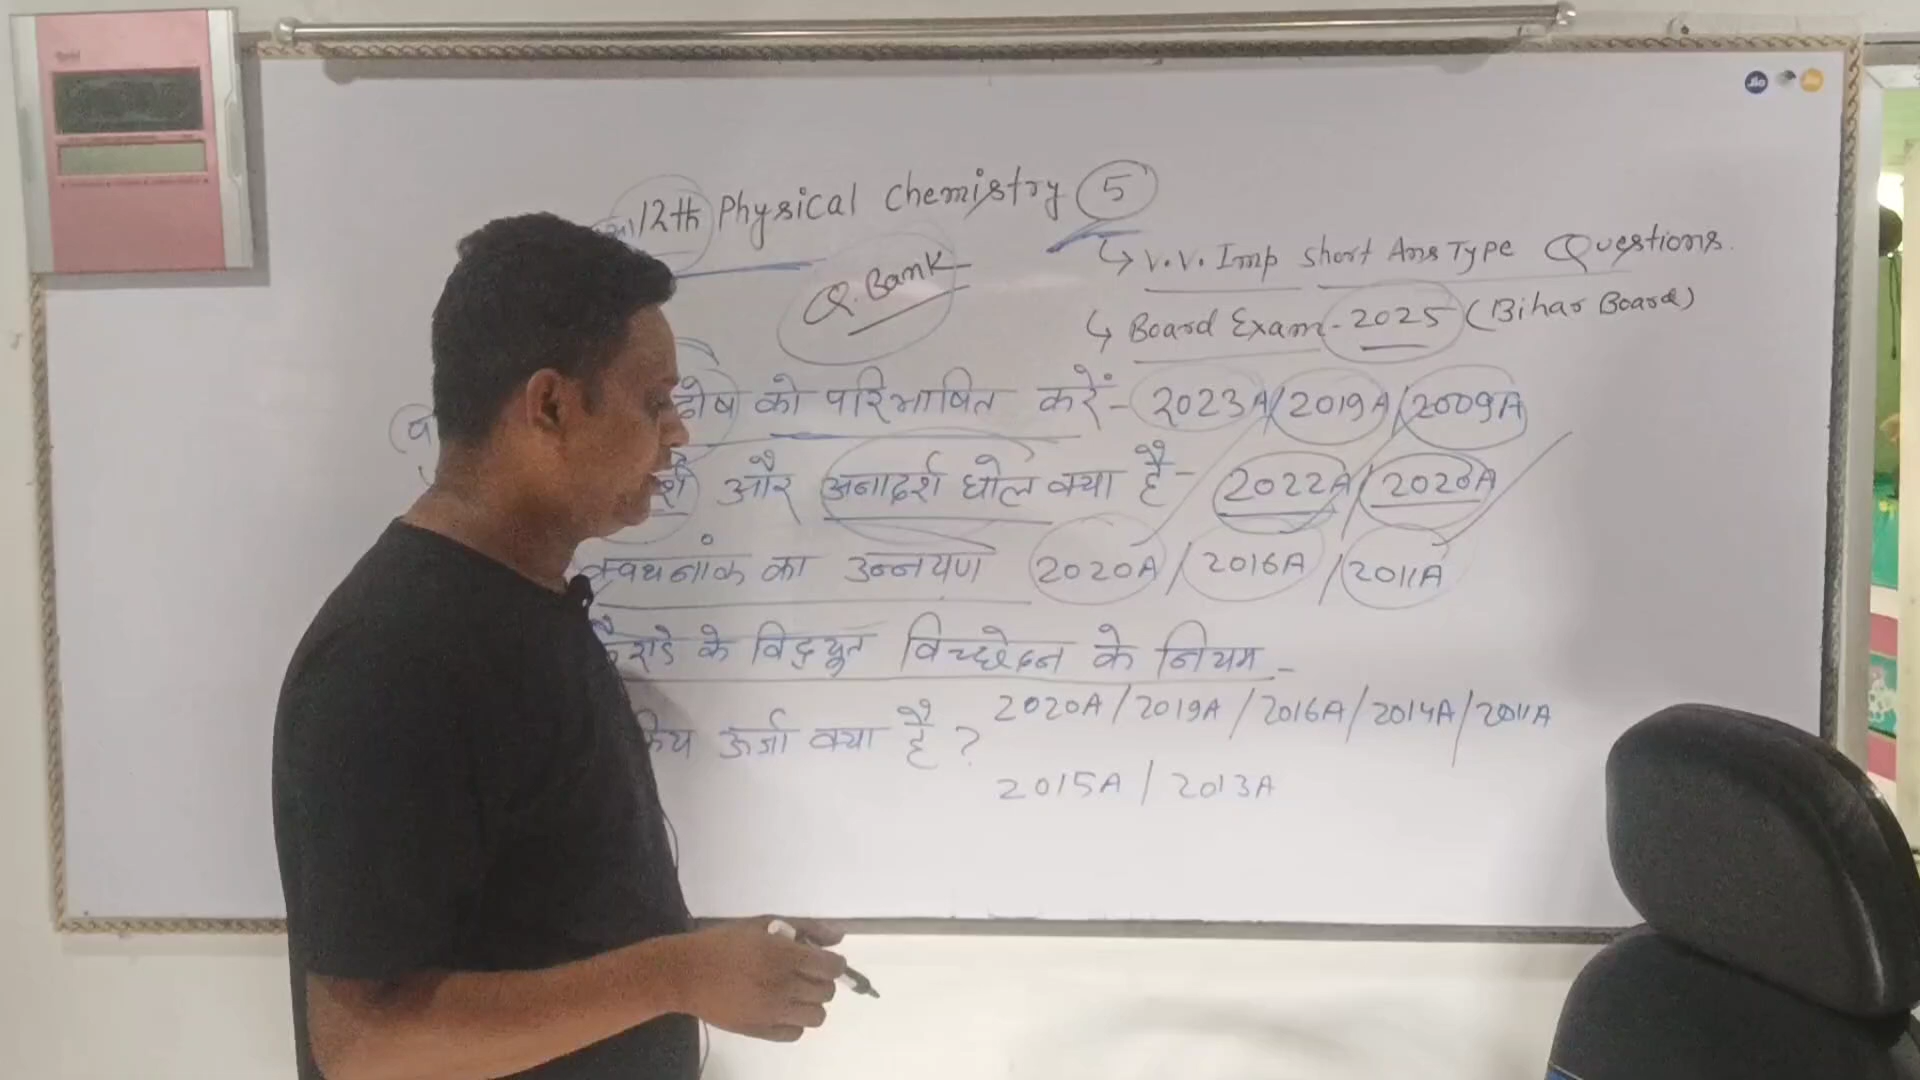 12th Physical Chemistry 5
Q. Bank
↳ V.V. Imp Short Ans Type Questions.
↳ Board Exam - 2025 (Bihar Board)
को परिभाषित करें - 2023A/2019A/2009A
और अनादर्श घोल क्या है - 2022A/2020A
क्वथनांक का उन्नयण 2020A / 2016A / 2011A
के विद्युत विच्छेदन के नियम -
2020A/2019A/2016A/2014A/2011A
ऊर्जा क्या है ?
2015A / 2013A
Jio